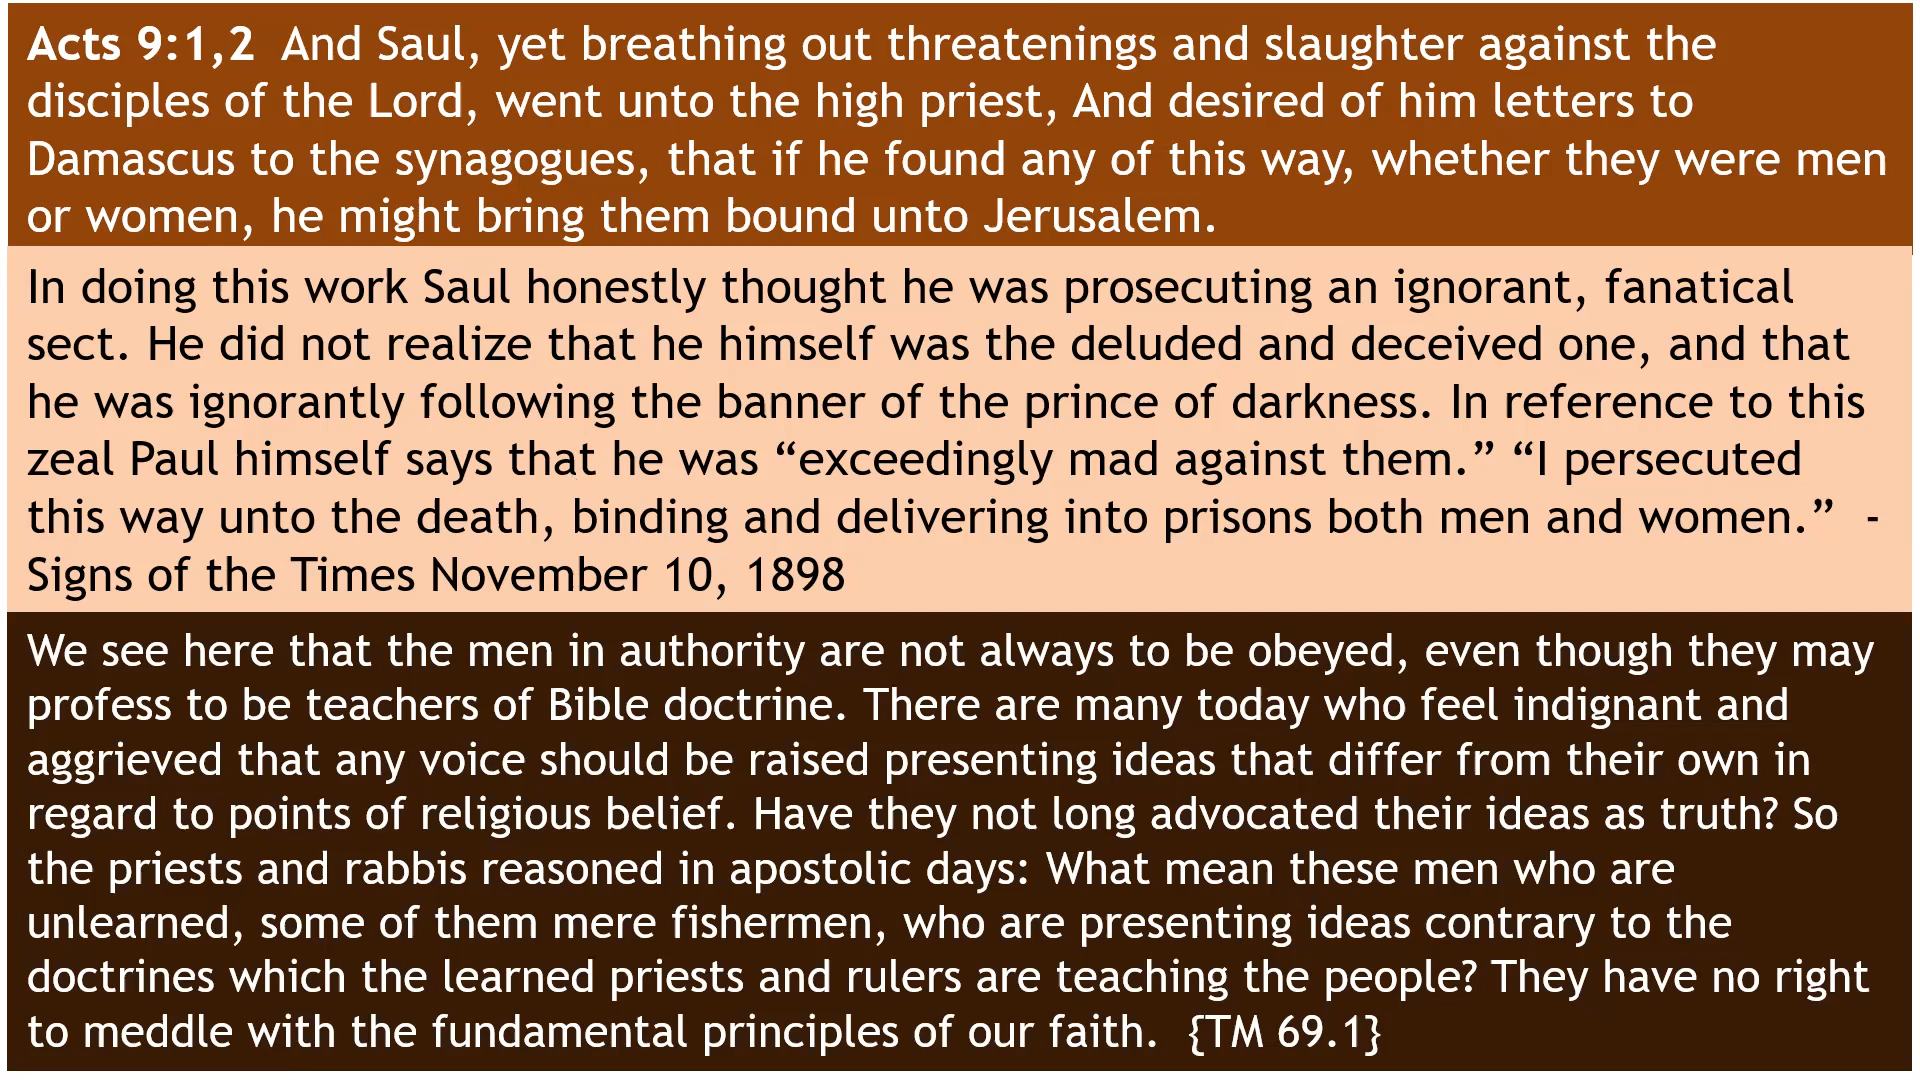 Acts 9:1,2 And Saul, yet breathing out threatenings and slaughter against the
disciples of the Lord, went unto the high priest, And desired of him letters to
Damascus to the synagogues, that if he found any of this way, whether they were men
or women, he might bring them bound unto Jerusalem.
In doing this work Saul honestly thought he was prosecuting an ignorant, fanatical
sect. He did not realize that he himself was the deluded and deceived one, and that
he was ignorantly following the banner of the prince of darkness. In reference to this
zeal Paul himself says that he was “exceedingly mad against them.” “I persecuted
this way unto the death, binding and delivering into prisons both men and women.” -
Signs of the Times November 10, 1898
We see here that the men in authority are not always to be obeyed, even though they may
profess to be teachers of Bible doctrine. There are many today who feel indignant and
aggrieved that any voice should be raised presenting ideas that differ from their own in
regard to points of religious belief. Have they not long advocated their ideas as truth? So
the priests and rabbis reasoned in apostolic days: What mean these men who are
unlearned, some of them mere fishermen, who are presenting ideas contrary to the
doctrines which the learned priests and rulers are teaching the people? They have no right
to meddle with the fundamental principles of our faith. {TM 69.1}